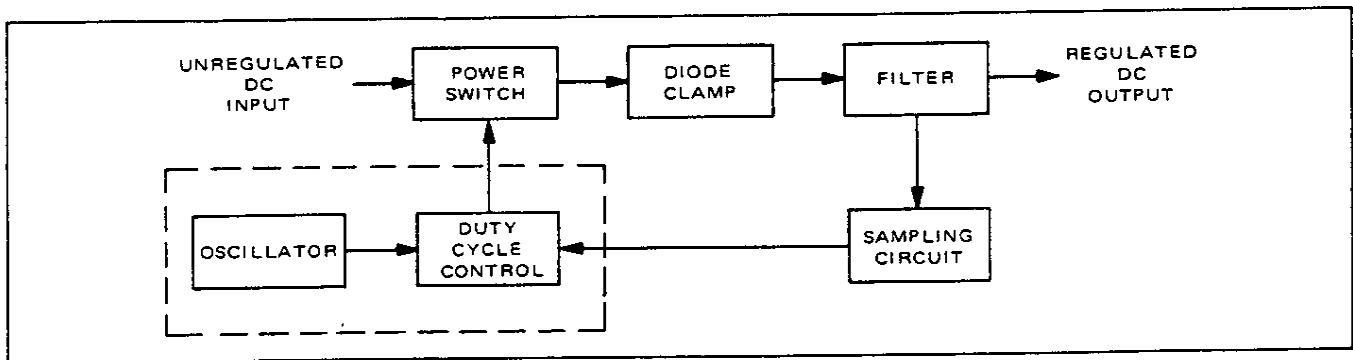 UNREGULATED
DC
INPUT
POWER
SWITCH
DIODE
CLAMP
FILTER
REGULATED
DC
OUTPUT
OSCILLATOR
DUTY
CYCLE
CONTROL
SAMPLING
CIRCUIT